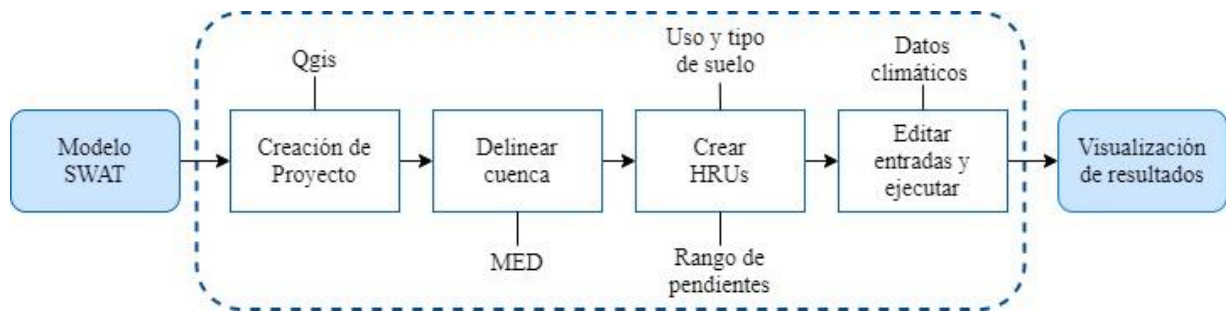 Qgis
Uso y tipo
de suelo
Datos
climáticos
Modelo
SWAT
Creación de
Proyecto
Delinear
cuenca
Crear
HRUs
Editar
entradas y
ejecutar
Visualización
de resultados
MED
Rango de
pendientes